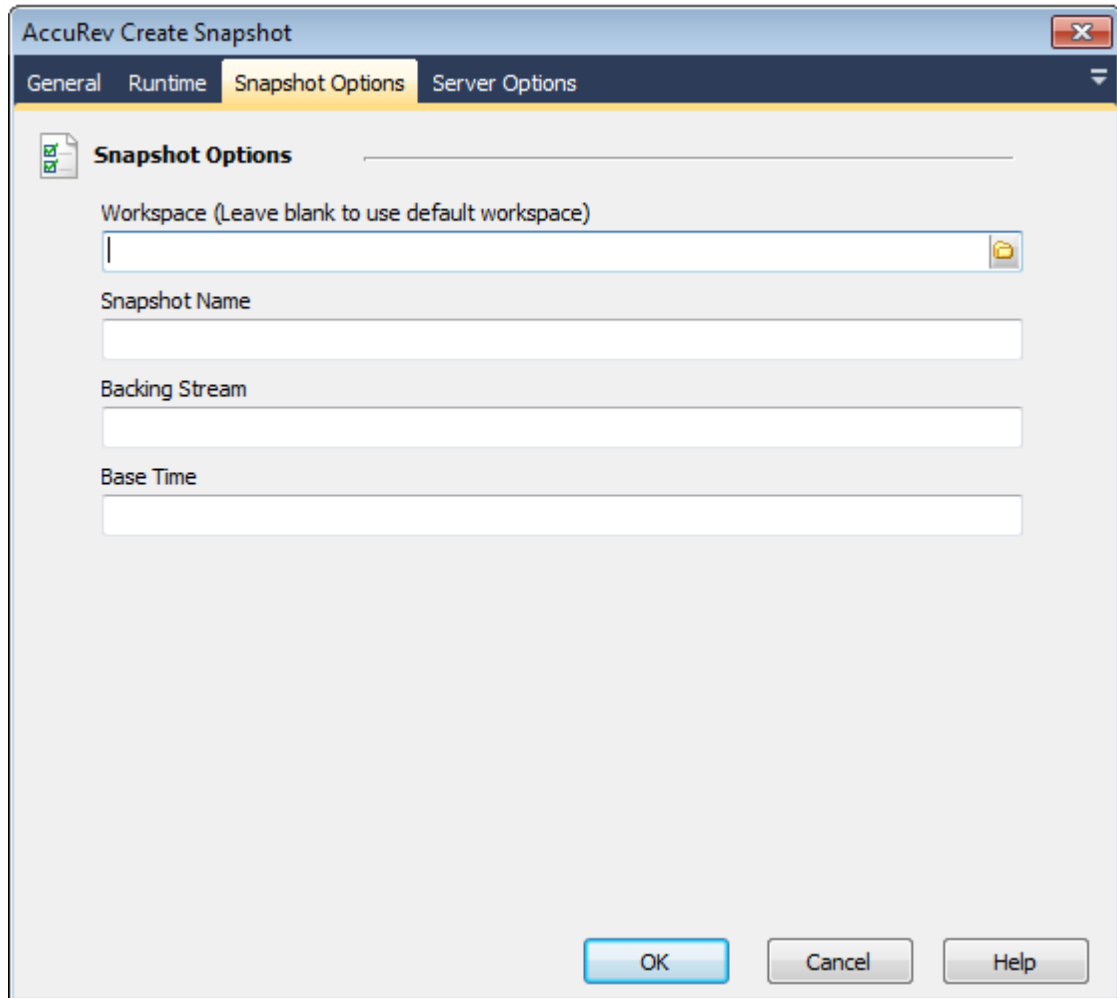 AccuRev Create Snapshot
General Runtime Snapshot Options Server Options
Snapshot Options
Workspace (Leave blank to use default workspace)
Snapshot Name
Backing Stream
Base Time
OK Cancel Help